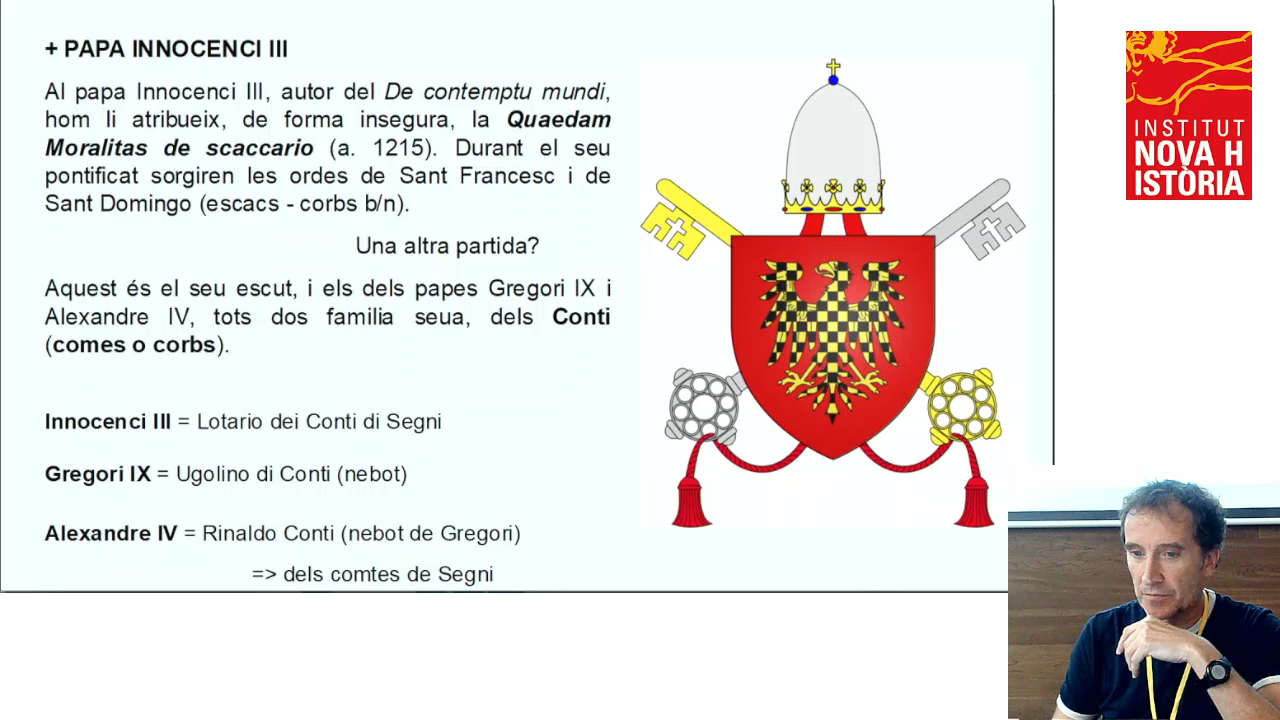 + PAPA INNOCENCI III
Al papa Innocenci III, autor del De contemptu mundi,
hom li atribueix, de forma insegura, la Quaedam
Moralitas de scaccario (a. 1215). Durant el seu
pontificat sorgiren les ordes de Sant Francesc i de
Sant Domingo (escacs - corbs b/n).
Una altra partida?
Aquest és el seu escut, i els dels papes Gregori IX i
Alexandre IV, tots dos familia seua, dels Conti
(comes o corbs).
Innocenci III = Lotario dei Conti di Segni
Gregori IX = Ugolino di Conti (nebot)
Alexandre IV = Rinaldo Conti (nebot de Gregori)
=> dels comtes de Segni
INSTITUT
NOVA H
ISTÒRIA